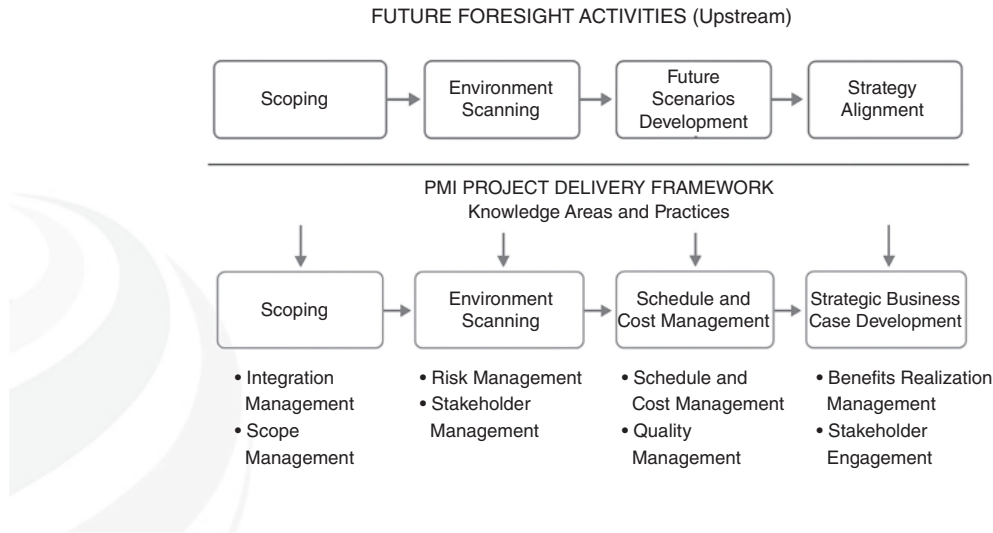 FUTURE FORESIGHT ACTIVITIES (Upstream)
Scoping
Environment
Scanning
Future
Scenarios
Development
Strategy
Alignment
PMI PROJECT DELIVERY FRAMEWORK
Knowledge Areas and Practices
Scoping
Environment
Scanning
Schedule and
Cost Management
Strategic Business
Case Development
• Integration
Management
• Scope
Management
• Risk Management
• Stakeholder
Management
• Schedule and
Cost Management
• Quality
Management
• Benefits Realization
Management
• Stakeholder
Engagement